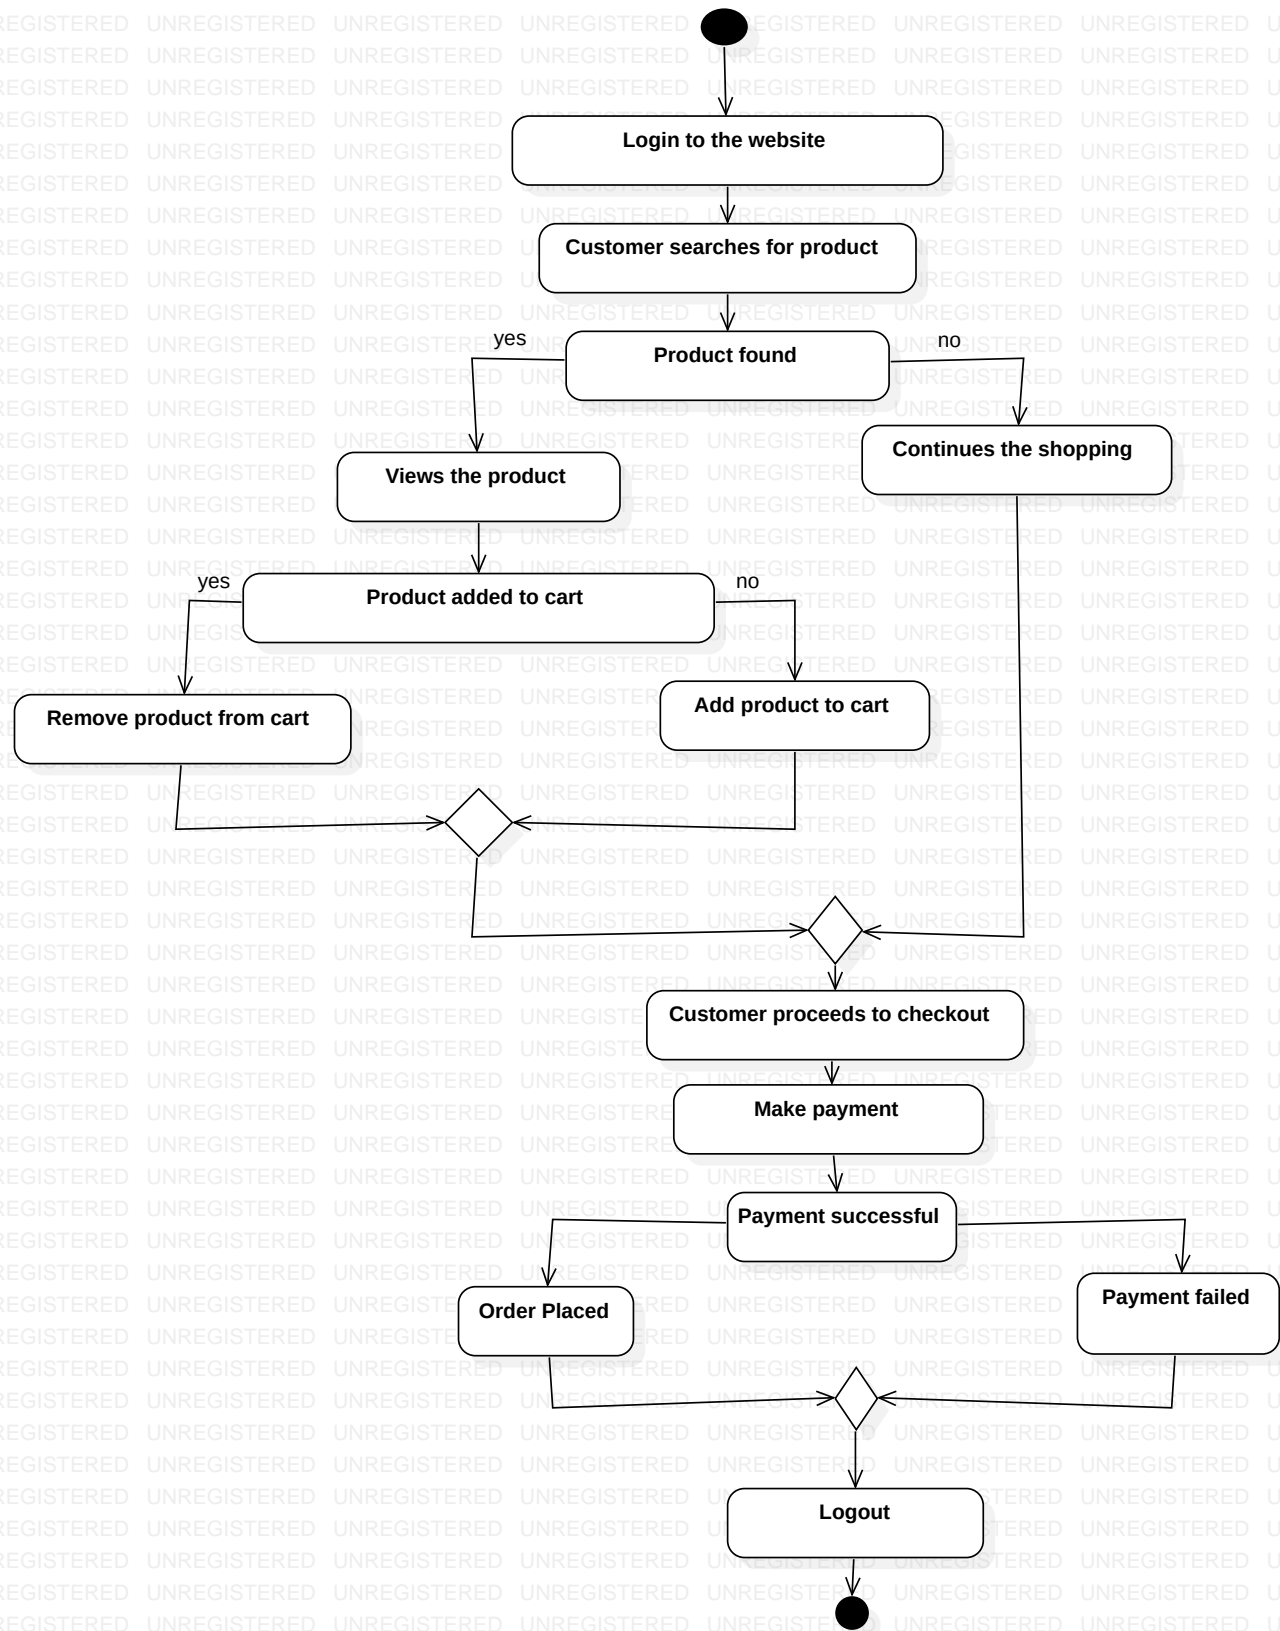 Login to the website
Customer searches for product
yes
Product found
no
Continues the shopping
Views the product
yes
Product added to cart
no
Remove product from cart
Add product to cart
Customer proceeds to checkout
Make payment
Payment successful
Order Placed
Payment failed
Logout
UNREGISTERED